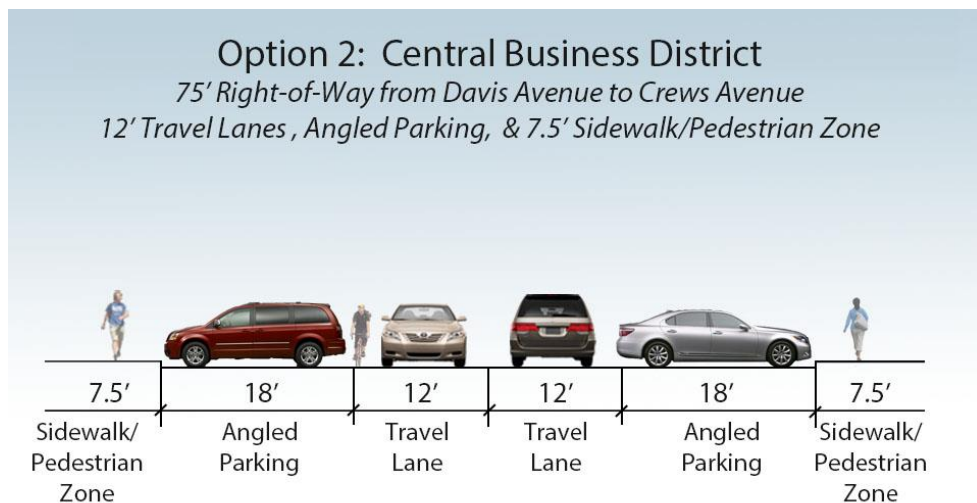 Option 2: Central Business District
75' Right-of-Way from Davis Avenue to Crews Avenue
12' Travel Lanes , Angled Parking, & 7.5' Sidewalk/Pedestrian Zone
7.5' 18' 12' 12' 18' 7.5'
Sidewalk/ Angled Travel Travel Angled Sidewalk/
Pedestrian Parking Lane Lane Parking Pedestrian
Zone Zone